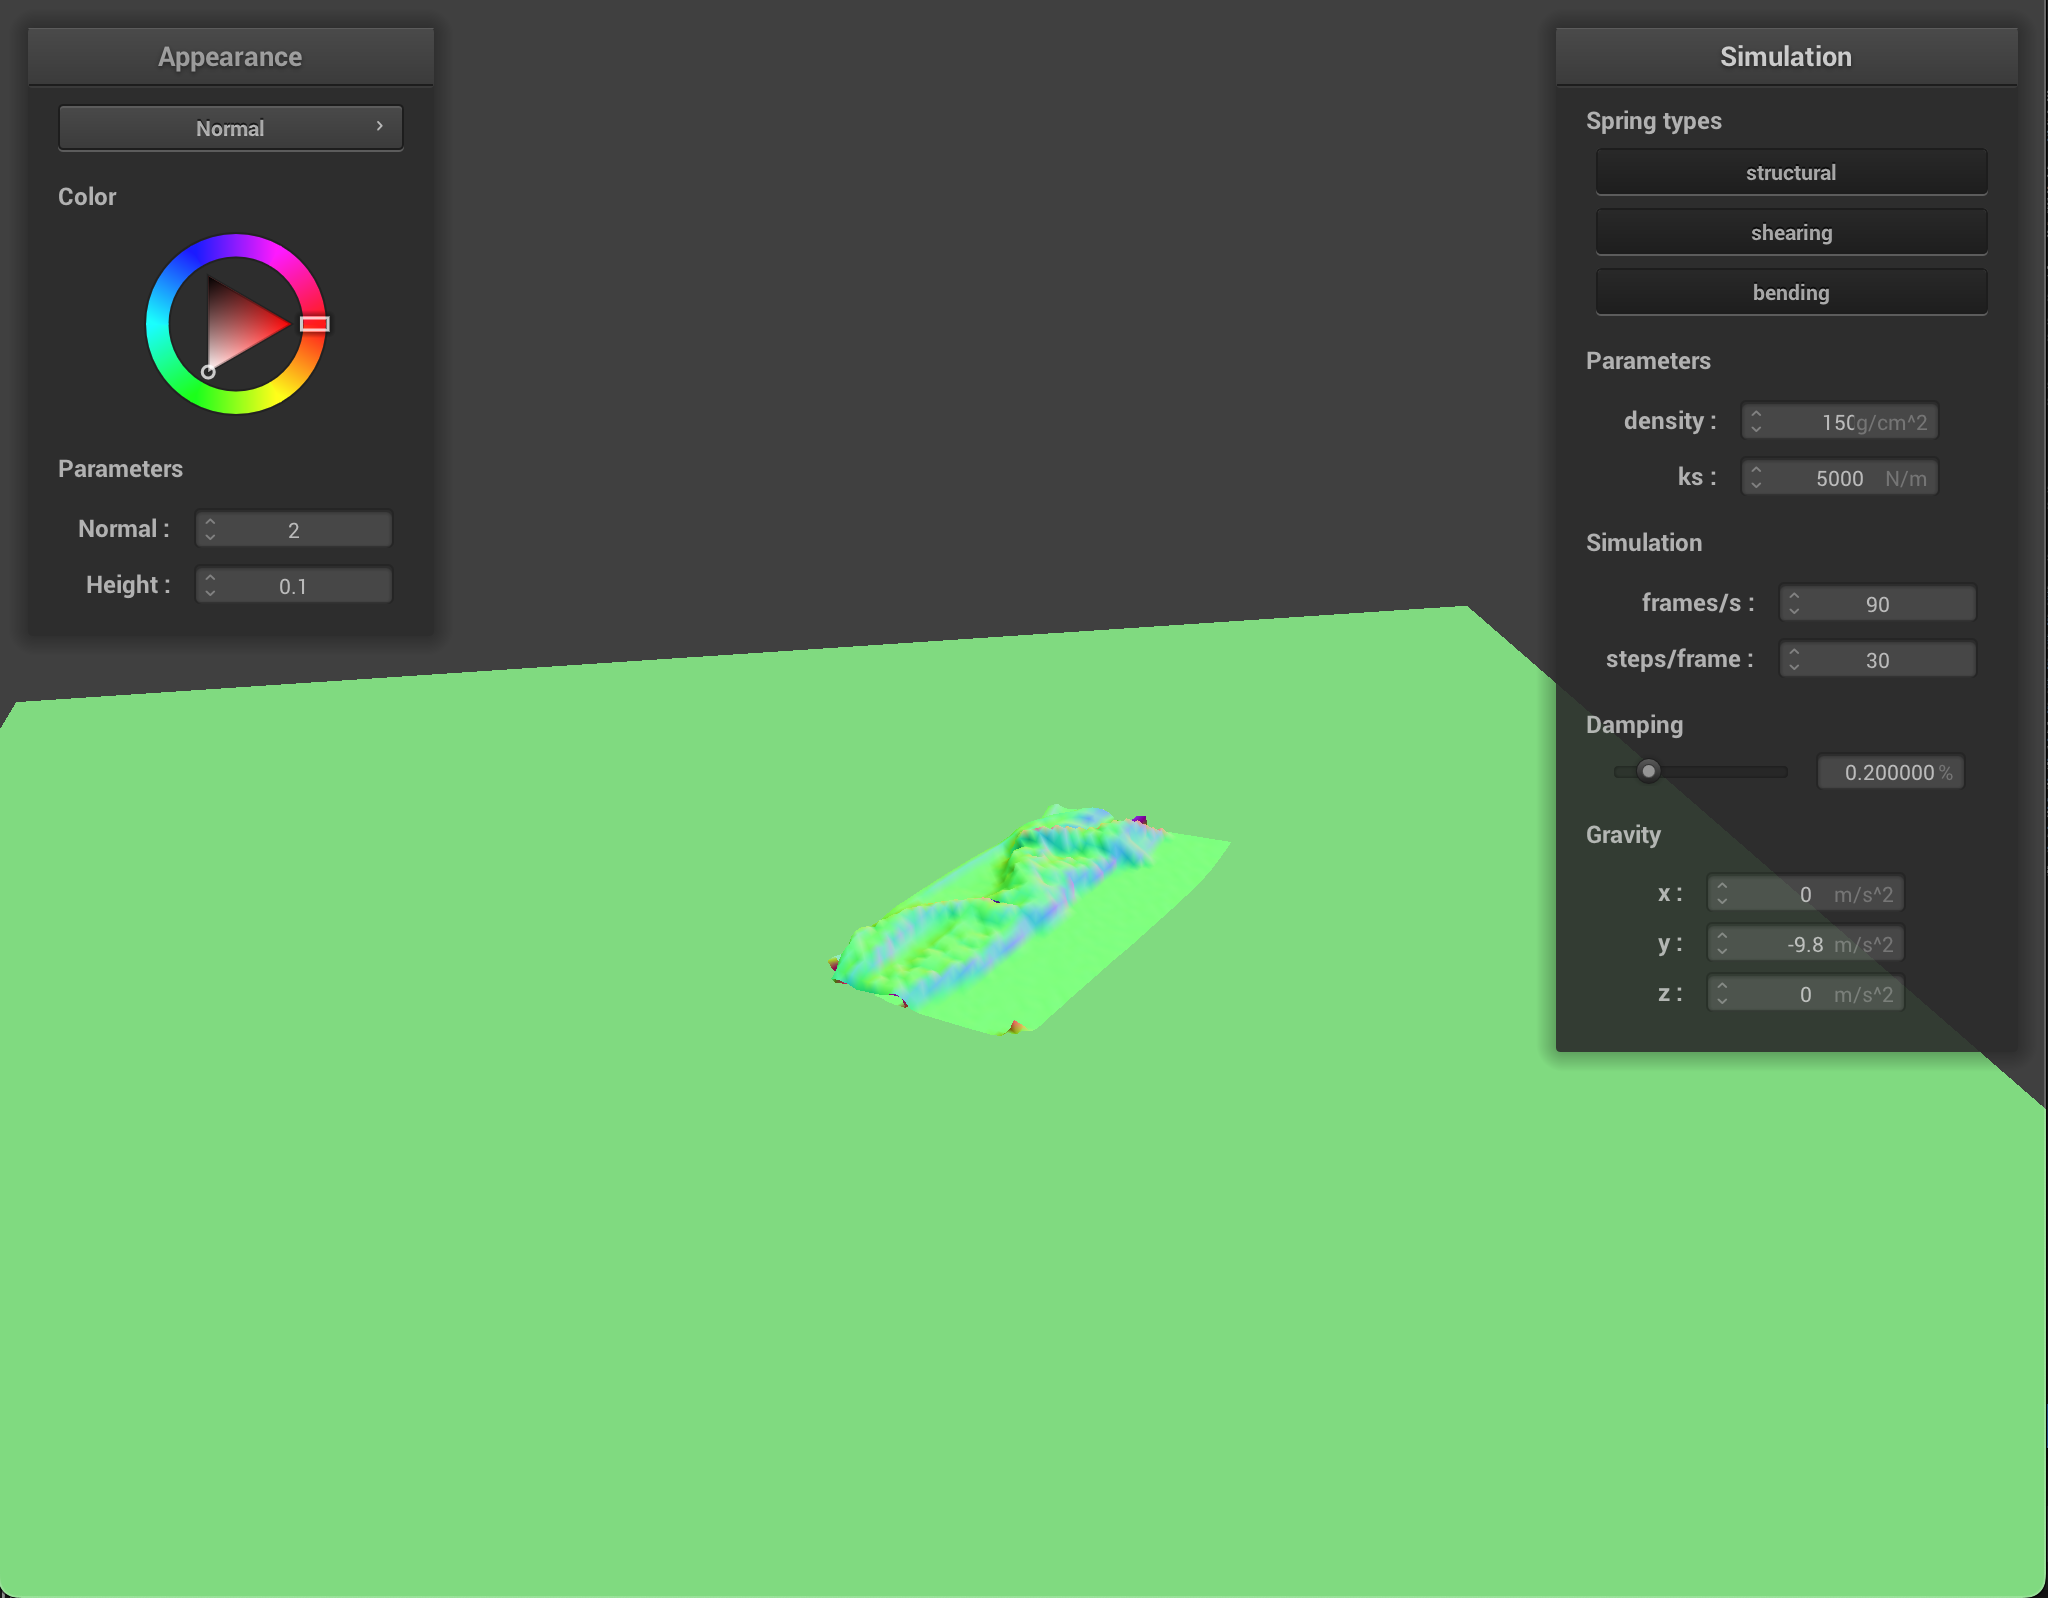 Appearance
Normal
Color
Parameters
Normal : 2
Height : 0.1
Simulation
Spring types
structural
shearing
bending
Parameters
density : 150 g/cm^2
ks : 5000 N/m
Simulation
frames/s : 90
steps/frame : 30
Damping
0.200000 %
Gravity
x : 0 m/s^2
y : -9.8 m/s^2
z : 0 m/s^2